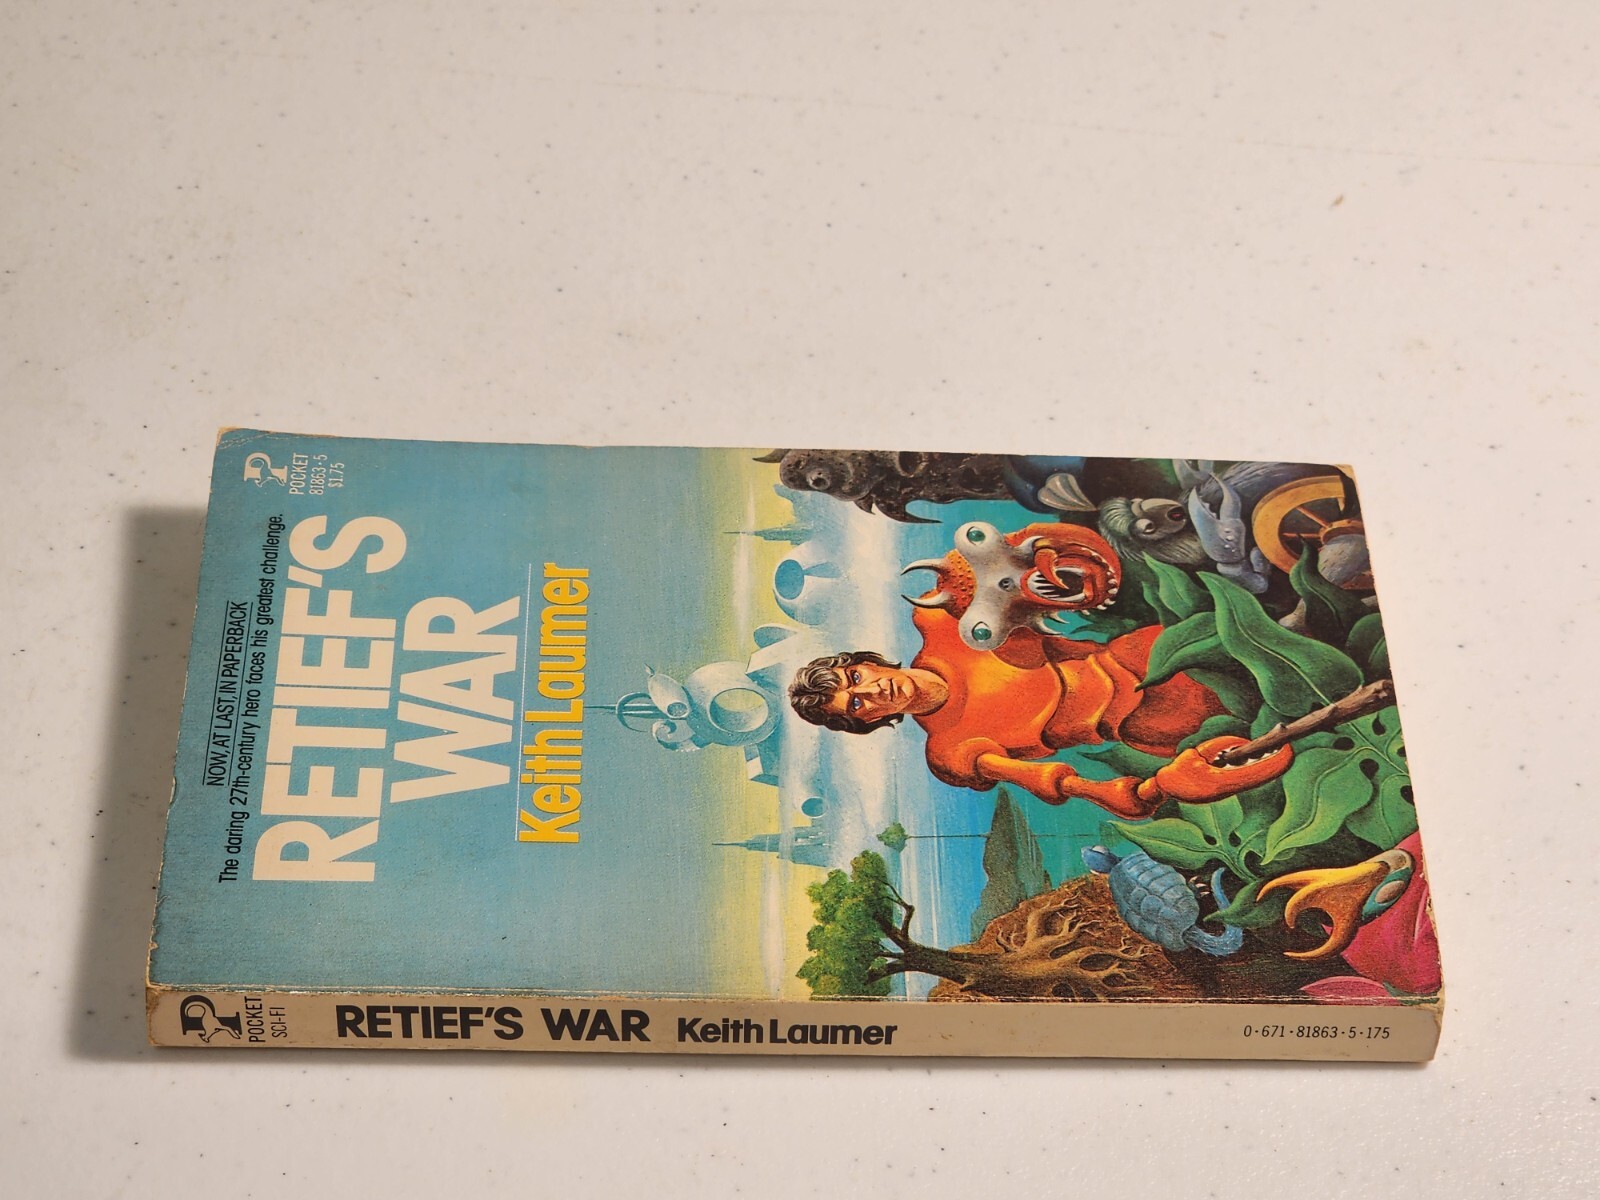 POCKET
81863·5
$1.75
NOW, AT LAST, IN PAPERBACK
The daring 27th-century hero faces his greatest challenge.
RETIEF'S
WAR
Keith Laumer
POCKET
SCI-FI
RETIEF'S WAR Keith Laumer 0·671·81863·5·175